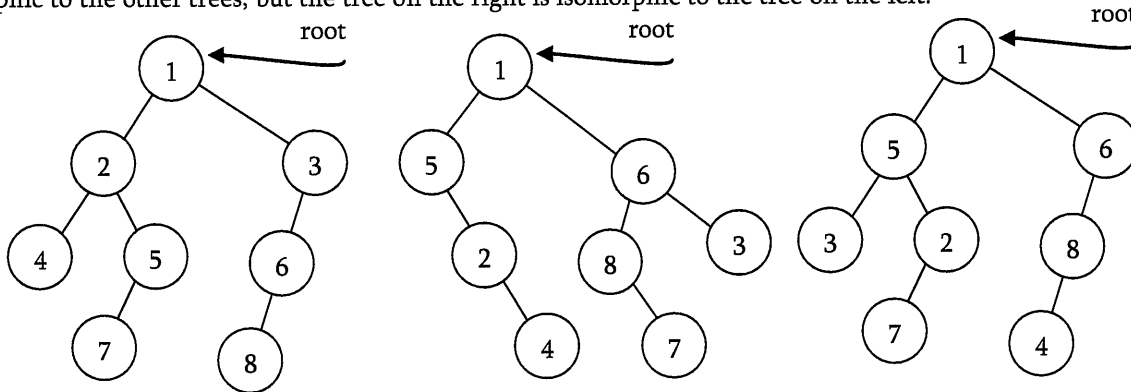 to the other trees, but the tree on the right is isomorphic to the tree on the left.
root root root
1 1 1
2 3 5 6 5 6
4 5 6 2 8 3 3 2 8
7 8 4 7 7 4